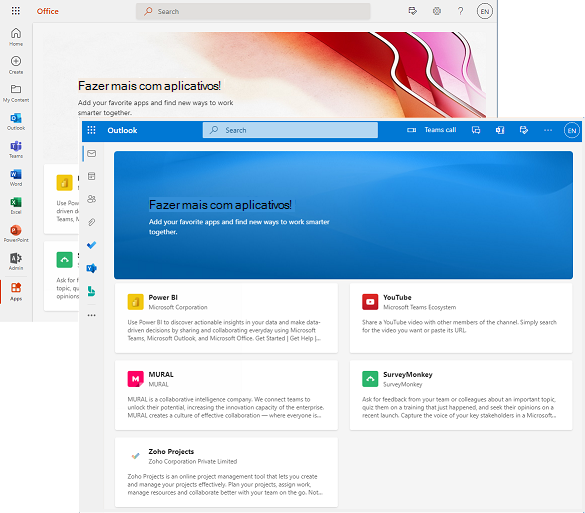 Office
Search
EN
Home
Create
My Content
Outlook
Teams
Word
Excel
PowerPoint
Admin
Apps
Fazer mais com aplicativos!
Add your favorite apps and find new ways to work
smarter together.
Use Pow
driven d
Teams, M
S
Ask for f
topic, qu
opinions
Outlook
Search
Teams call
EN
Fazer mais com aplicativos!
Add your favorite apps and find new ways to work smarter
together.
Power BI
Microsoft Corporation
Use Power BI to discover actionable insights in your data and make data-
driven decisions by sharing and collaborating everyday using Microsoft
Teams, Microsoft Outlook, and Microsoft Office. Get Started | Get Help |...
YouTube
Microsoft Teams Ecosystem
Share a YouTube video with other members of the channel. Simply search
for the video you want or paste its URL.
MURAL
MURAL
MURAL is a collaborative intelligence company. We connect teams to
unlock their potential, increasing the innovation capacity of the enterprise.
MURAL creates a culture of effective collaboration — where everyone is...
SurveyMonkey
SurveyMonkey
Ask for feedback from your team or colleagues about an important topic,
quiz them on a training that just happened, and seek their opinions on a
recent launch. Capture the voice of your key stakeholders in a Microsoft...
Zoho Projects
Zoho Corporation Private Limited
Zoho Projects is an online project management tool that lets you create
and manage your projects effectively. Plan your projects, assign work,
manage resources and collaborate better with your team on the go. Not...